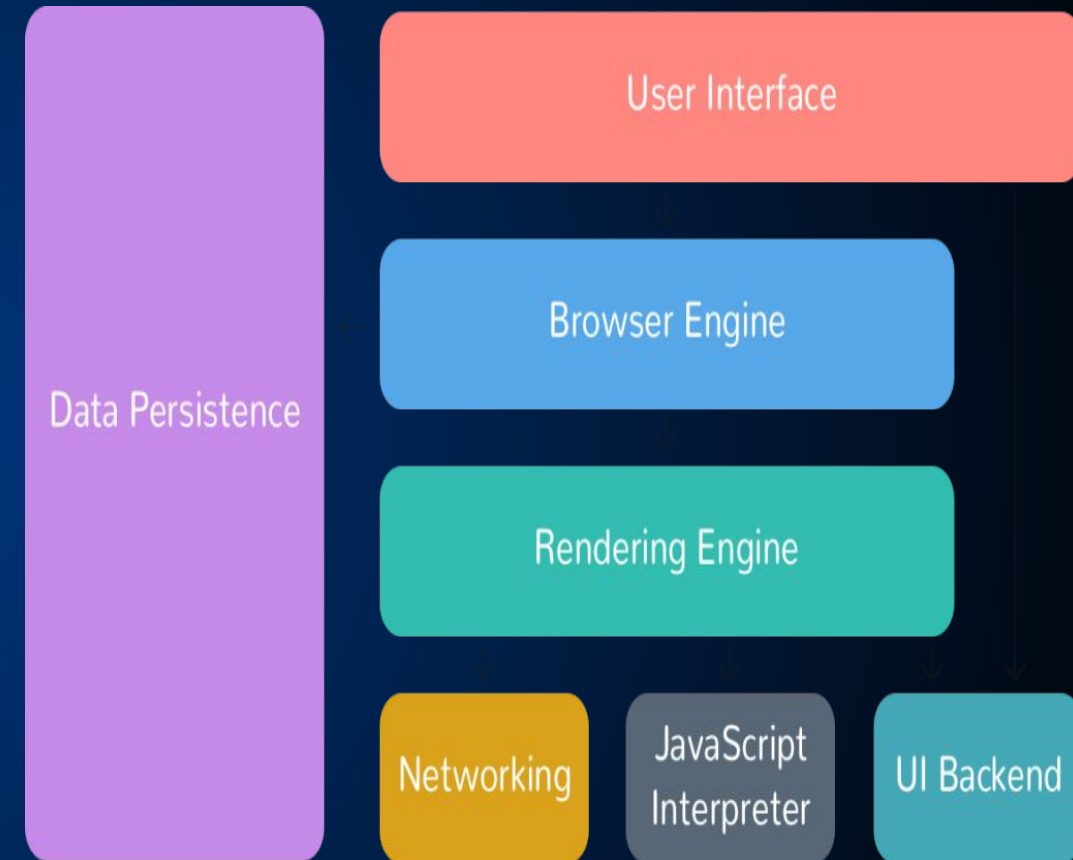 User Interface
Browser Engine
Data Persistence
Rendering Engine
Networking
JavaScript
Interpreter
UI Backend